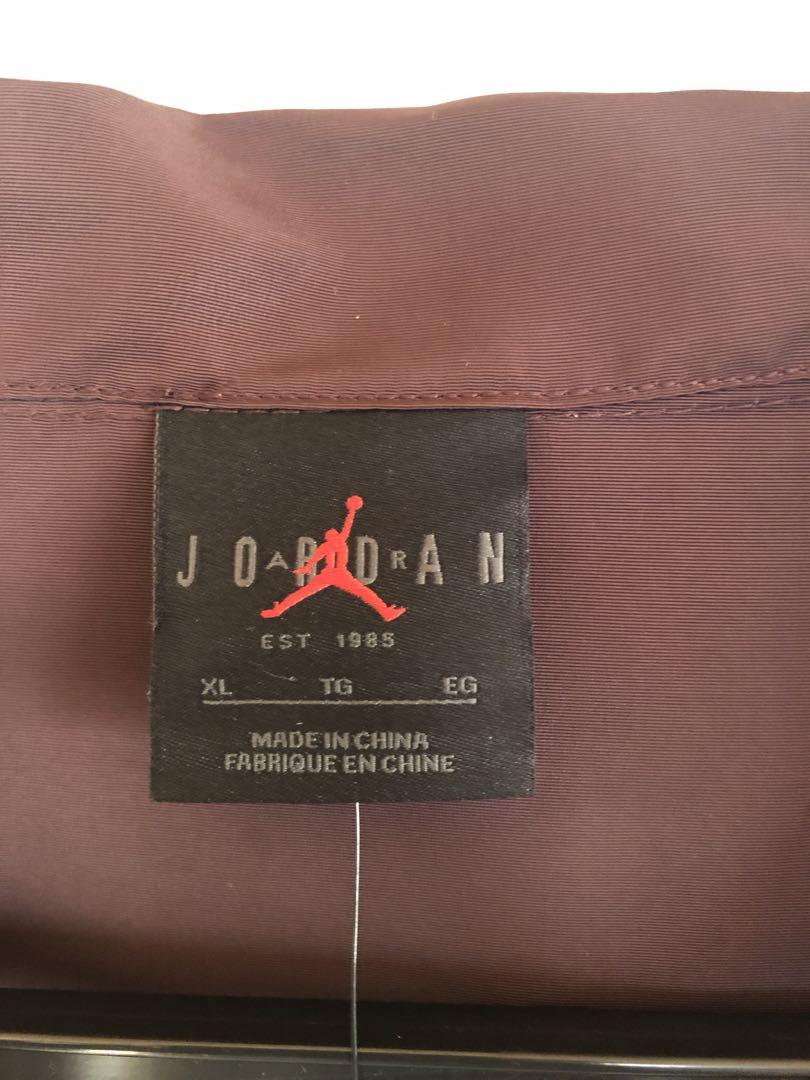 JORDAN
AIR
EST 1985
XL TG EG
MADE IN CHINA
FABRIQUE EN CHINE